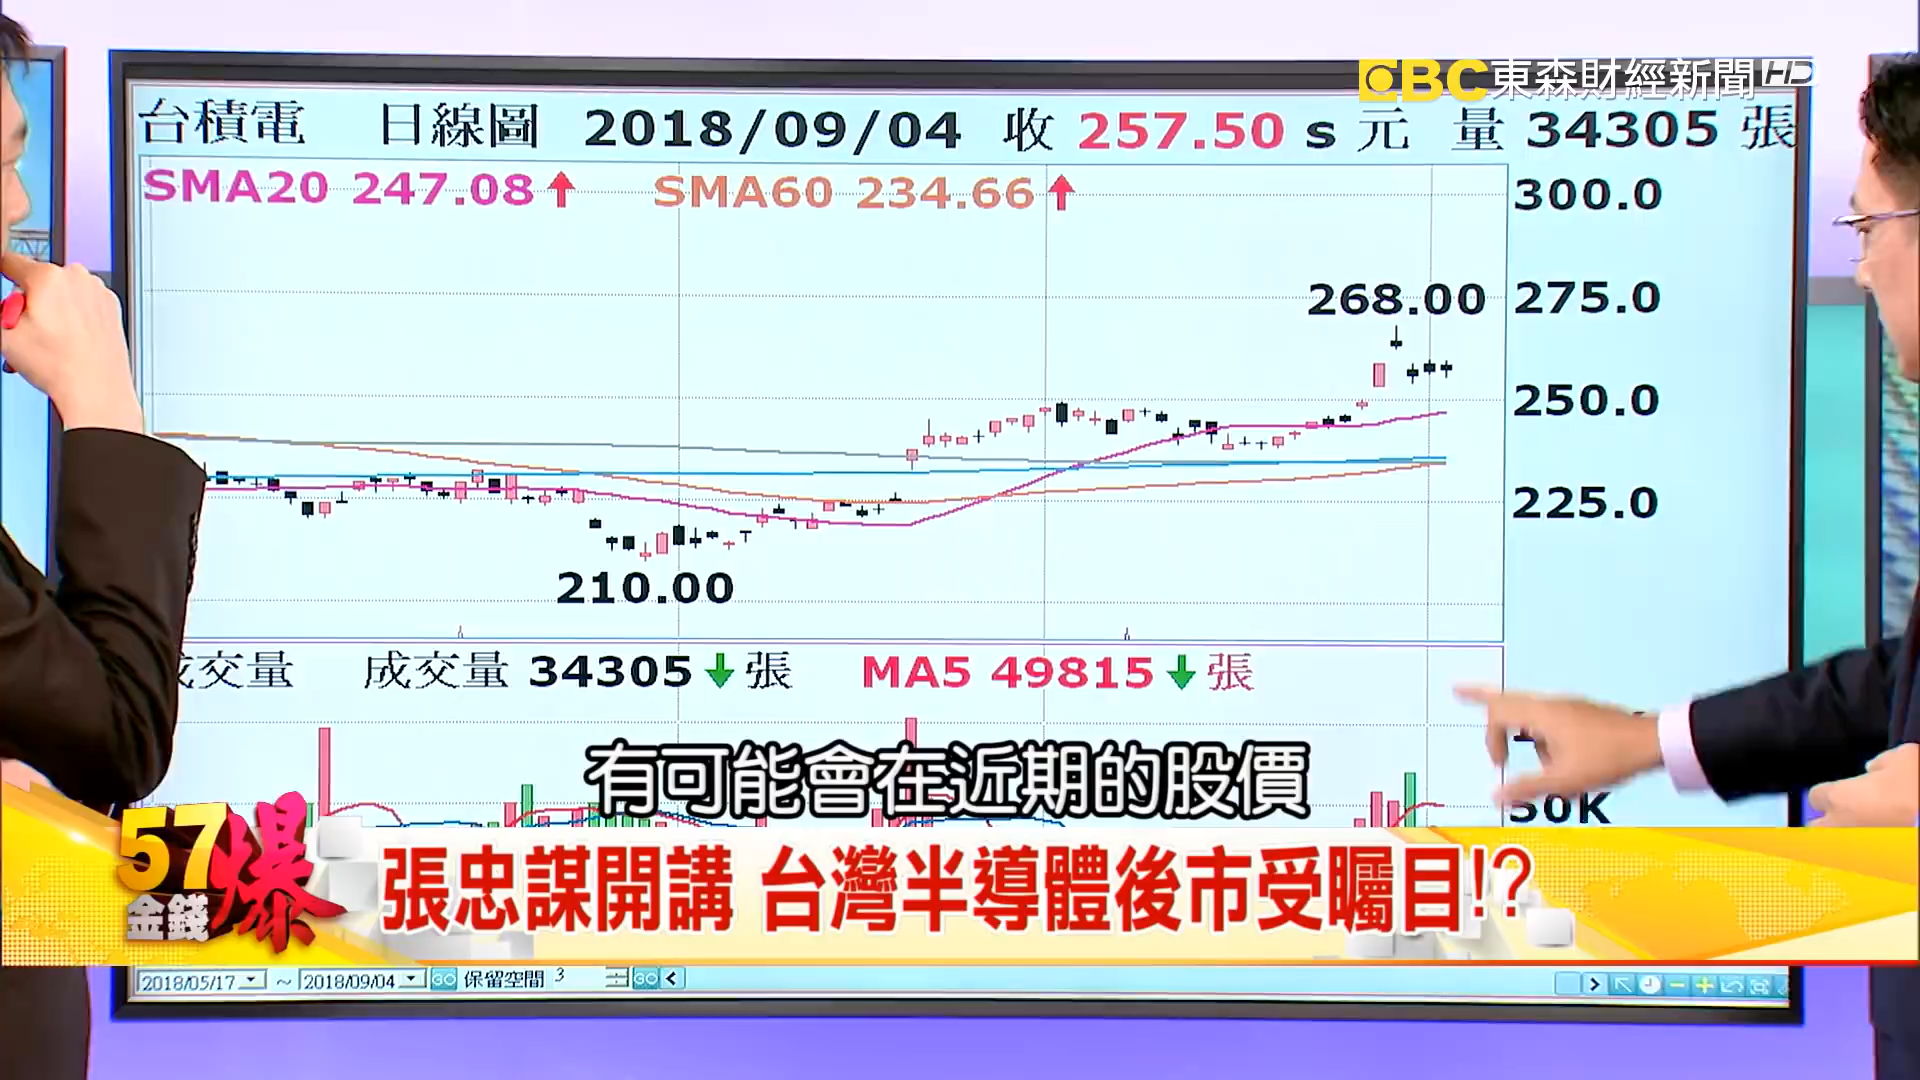 EBC東森財經新聞HD
台積電 日線圖 2018/09/04 收 257.50 s 元 量 34305 張
SMA20 247.08↑ SMA60 234.66↑
300.0
268.00
275.0
250.0
225.0
210.00
成交量 成交量 34305↓張 MA5 49815↓張
有可能會在近期的股價
50K
57金錢爆
張忠謀開講 台灣半導體後市受矚目!?
2018/05/17 ~ 2018/09/04 GO 保留空間 3 GO